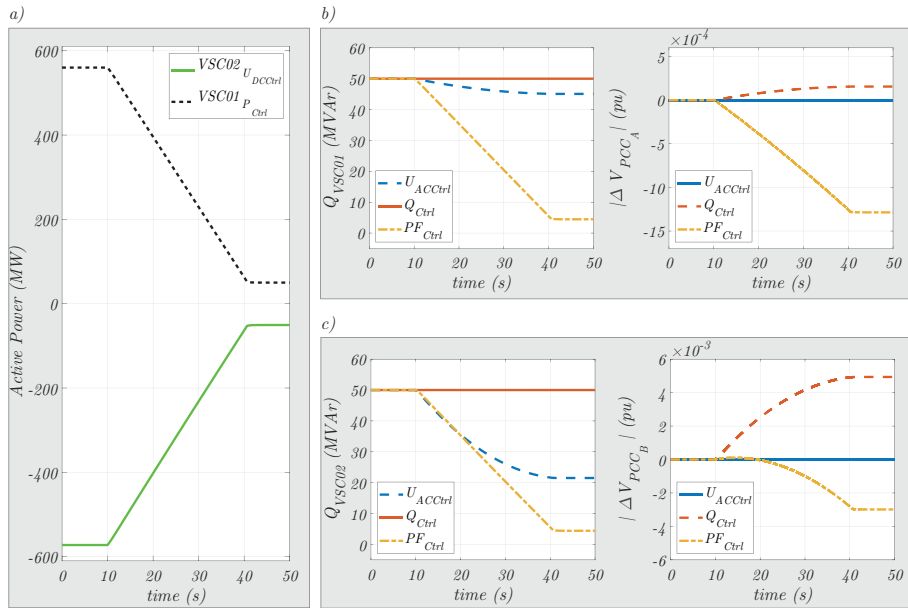 a)
600
400
200
0
-200
-400
-600
Active Power (MW)
0 10 20 30 40 50
time (s)
VSC02 U_DCCtrl
VSC01 P_Ctrl
b)
60
50
40
30
20
10
0
Q_VSC01 (MVAr)
0 10 20 30 40 50
time (s)
U_ACCtrl
Q_Ctrl
PF_Ctrl
×10⁻⁴
5
0
-5
-10
-15
|Δ V_PCC_A| (pu)
0 10 20 30 40 50
time (s)
U_ACCtrl
Q_Ctrl
PF_Ctrl
c)
60
50
40
30
20
10
0
Q_VSC02 (MVAr)
0 10 20 30 40 50
time (s)
U_ACCtrl
Q_Ctrl
PF_Ctrl
×10⁻³
6
4
2
0
-2
-4
-6
|Δ V_PCC_B| (pu)
0 10 20 30 40 50
time (s)
U_ACCtrl
Q_Ctrl
PF_Ctrl